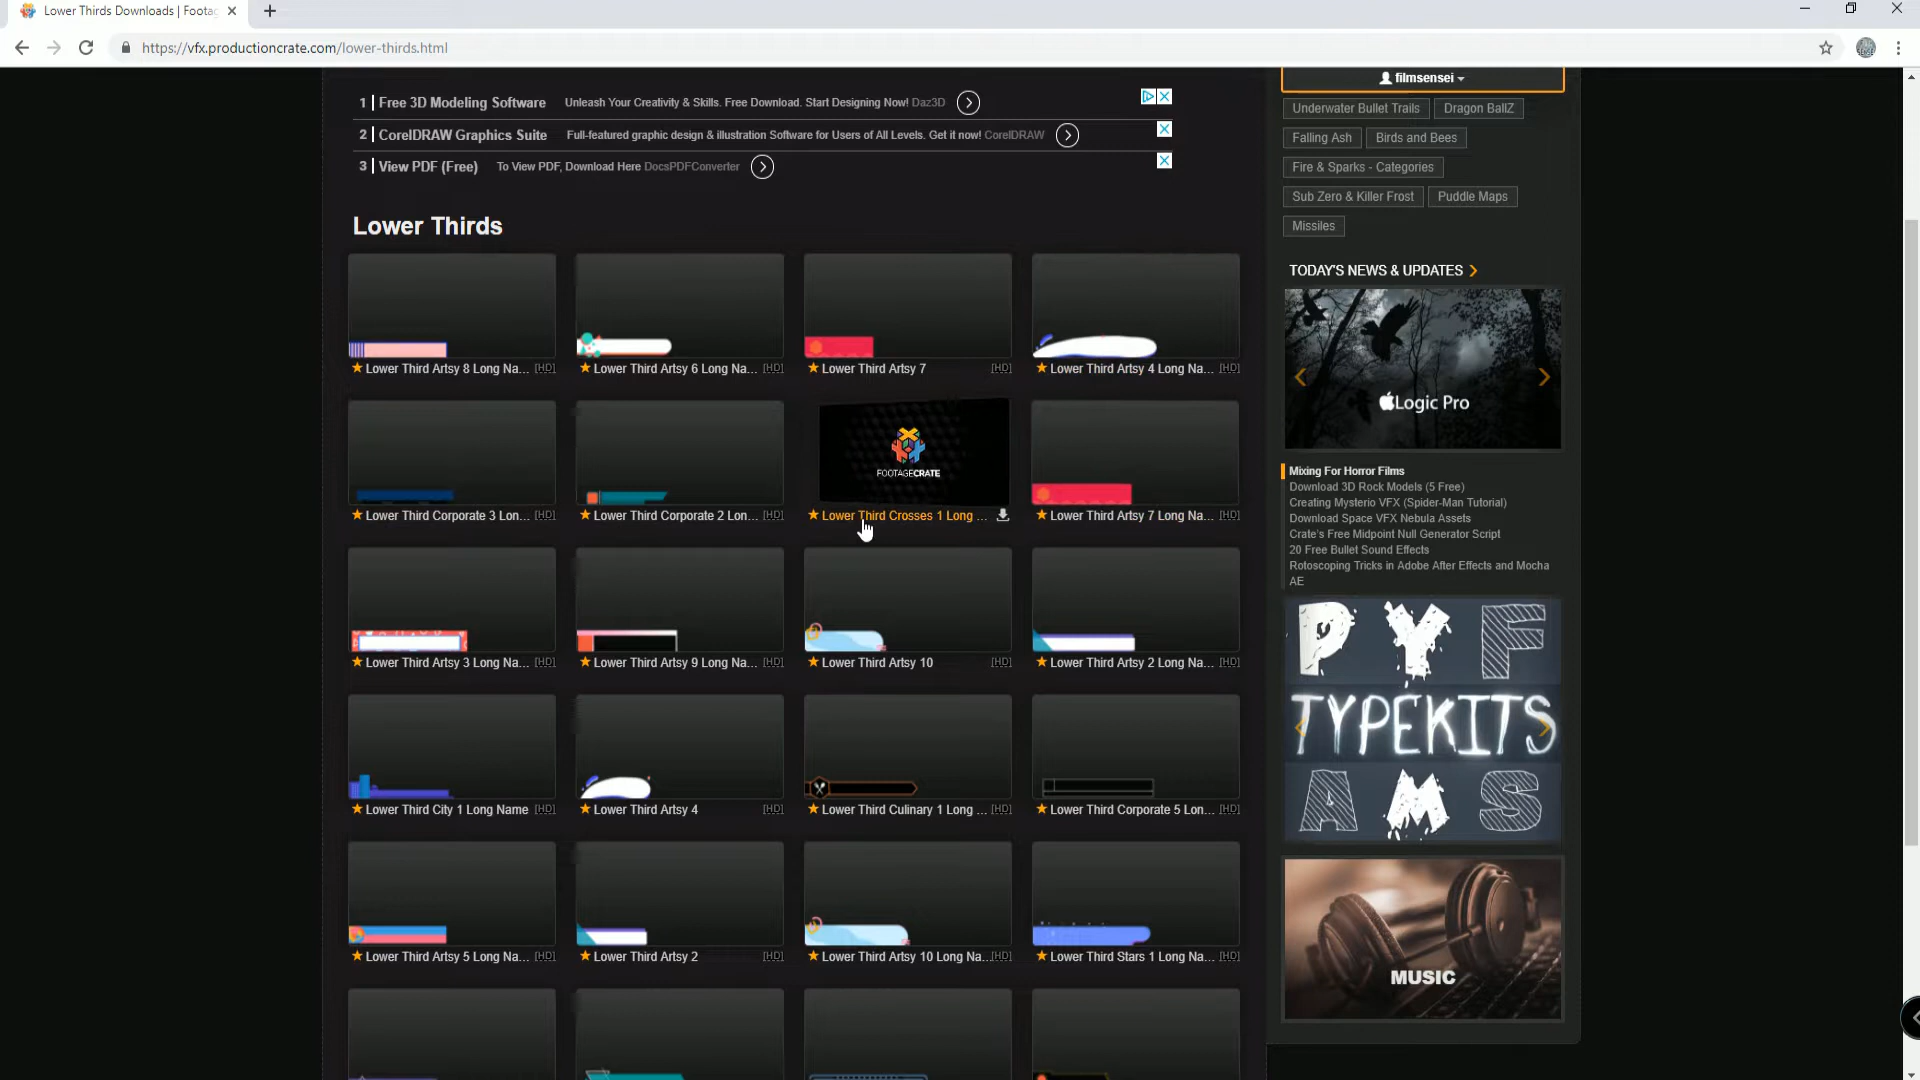 Lower Thirds Downloads | Footag
https://vfx.productioncrate.com/lower-thirds.html
filmsensei
1 Free 3D Modeling Software Unleash Your Creativity & Skills. Free Download. Start Designing Now! Daz3D
2 CorelDRAW Graphics Suite Full-featured graphic design & illustration Software for Users of All Levels. Get it now! CorelDRAW
3 View PDF (Free) To View PDF, Download Here DocsPDFConverter
Lower Thirds
Lower Third Artsy 8 Long Na... [HD]
Lower Third Artsy 6 Long Na... [HD]
Lower Third Artsy 7 [HD]
Lower Third Artsy 4 Long Na... [HD]
FOOTAGECRATE
Lower Third Corporate 3 Lon... [HD]
Lower Third Corporate 2 Lon... [HD]
Lower Third Crosses 1 Long ...
Lower Third Artsy 7 Long Na... [HD]
Lower Third Artsy 3 Long Na... [HD]
Lower Third Artsy 9 Long Na... [HD]
Lower Third Artsy 10 [HD]
Lower Third Artsy 2 Long Na... [HD]
Lower Third City 1 Long Name [HD]
Lower Third Artsy 4 [HD]
Lower Third Culinary 1 Long ... [HD]
Lower Third Corporate 5 Lon... [HD]
Lower Third Artsy 5 Long Na... [HD]
Lower Third Artsy 2 [HD]
Lower Third Artsy 10 Long Na... [HD]
Lower Third Stars 1 Long Na... [HD]
Underwater Bullet Trails Dragon BallZ
Falling Ash Birds and Bees
Fire & Sparks - Categories
Sub Zero & Killer Frost Puddle Maps
Missiles
TODAY'S NEWS & UPDATES
Logic Pro
Mixing For Horror Films
Download 3D Rock Models (5 Free)
Creating Mysterio VFX (Spider-Man Tutorial)
Download Space VFX Nebula Assets
Crate's Free Midpoint Null Generator Script
20 Free Bullet Sound Effects
Rotoscoping Tricks in Adobe After Effects and Mocha
AE
P Y F
TYPEKITS
A M S
MUSIC